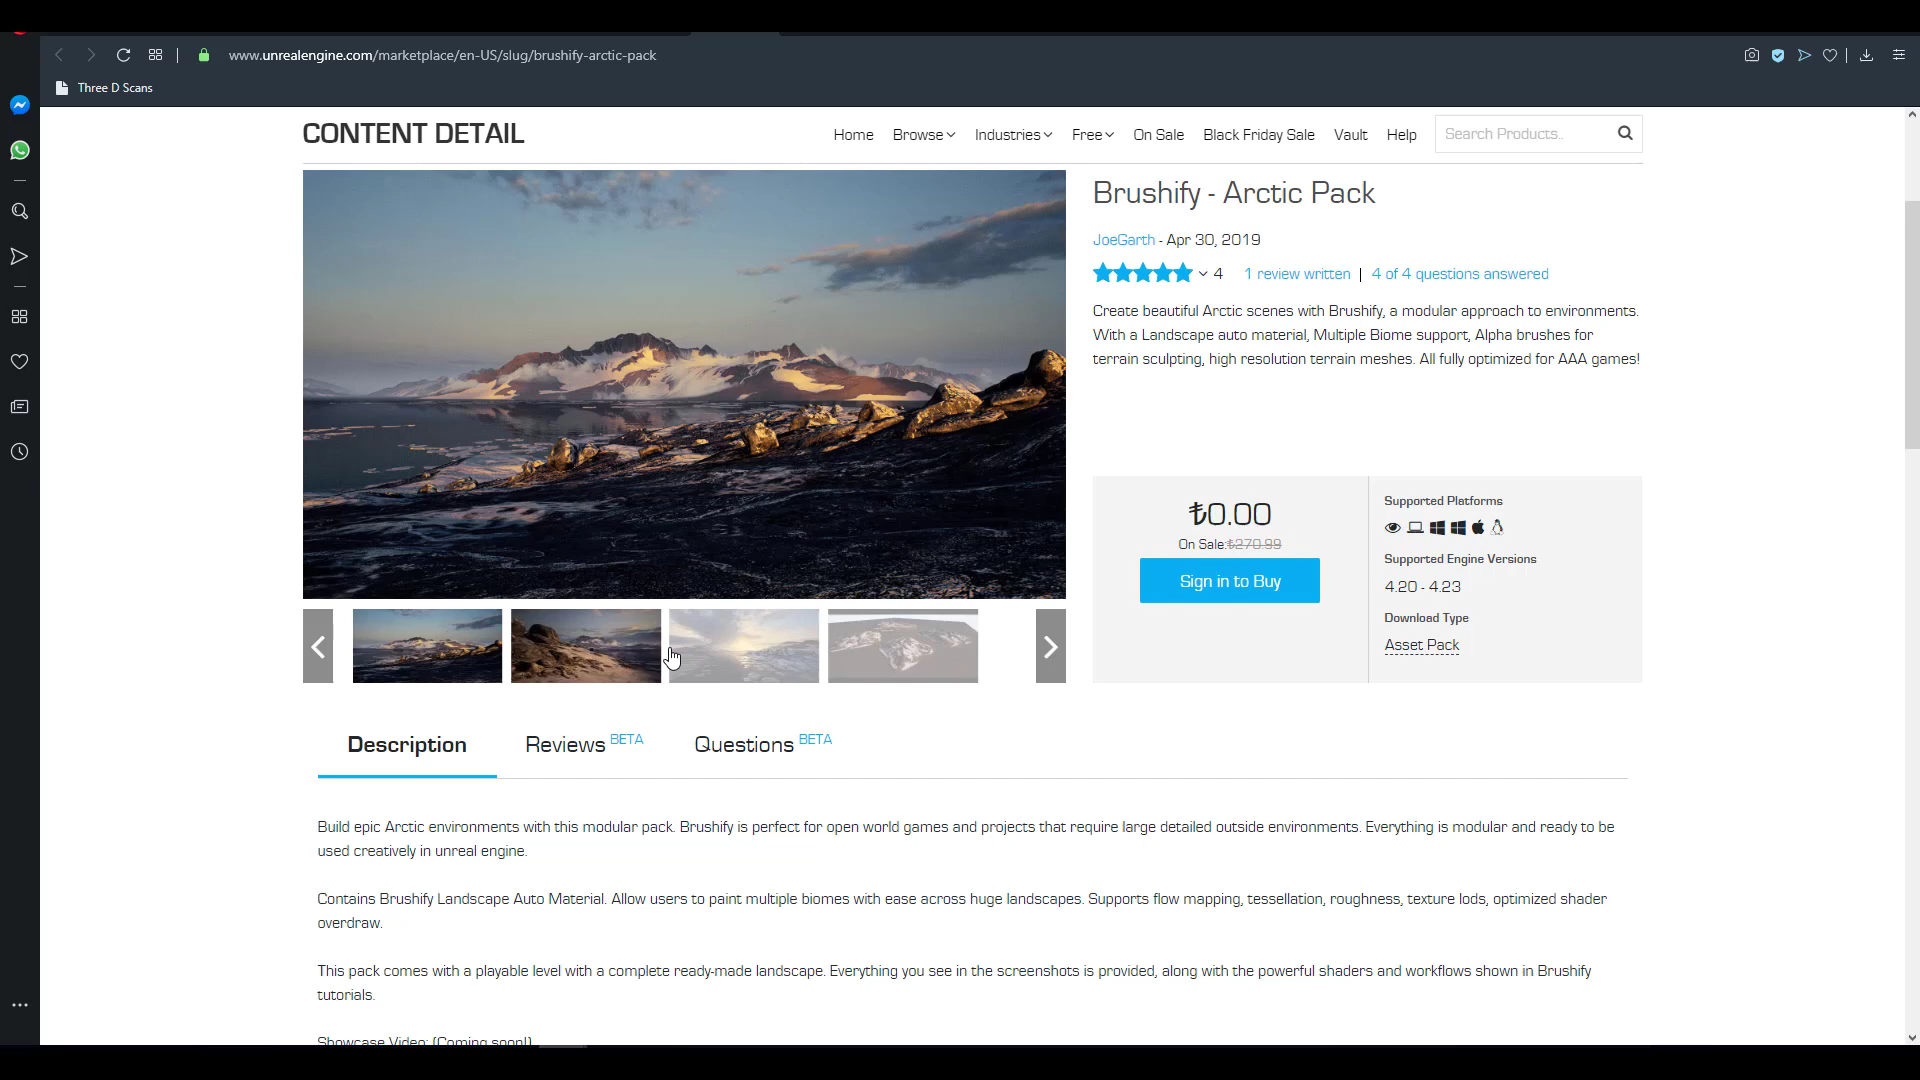 www.unrealengine.com/marketplace/en-US/slug/brushify-arctic-pack
Three D Scans
CONTENT DETAIL
Home Browse Industries Free On Sale Black Friday Sale Vault Help Search Products..
Brushify - Arctic Pack
JoeGarth - Apr 30, 2019
4 1 review written | 4 of 4 questions answered
Create beautiful Arctic scenes with Brushify, a modular approach to environments.
With a Landscape auto material, Multiple Biome support, Alpha brushes for
terrain sculpting, high resolution terrain meshes. All fully optimized for AAA games!
₺0.00
On Sale:₺270.99
Sign in to Buy
Supported Platforms
Supported Engine Versions
4.20 - 4.23
Download Type
Asset Pack
Description Reviews BETA Questions BETA
Build epic Arctic environments with this modular pack. Brushify is perfect for open world games and projects that require large detailed outside environments. Everything is modular and ready to be
used creatively in unreal engine.
Contains Brushify Landscape Auto Material. Allow users to paint multiple biomes with ease across huge landscapes. Supports flow mapping, tessellation, roughness, texture lods, optimized shader
overdraw.
This pack comes with a playable level with a complete ready-made landscape. Everything you see in the screenshots is provided, along with the powerful shaders and workflows shown in Brushify
tutorials.
Showcase Video: (Coming soon!)